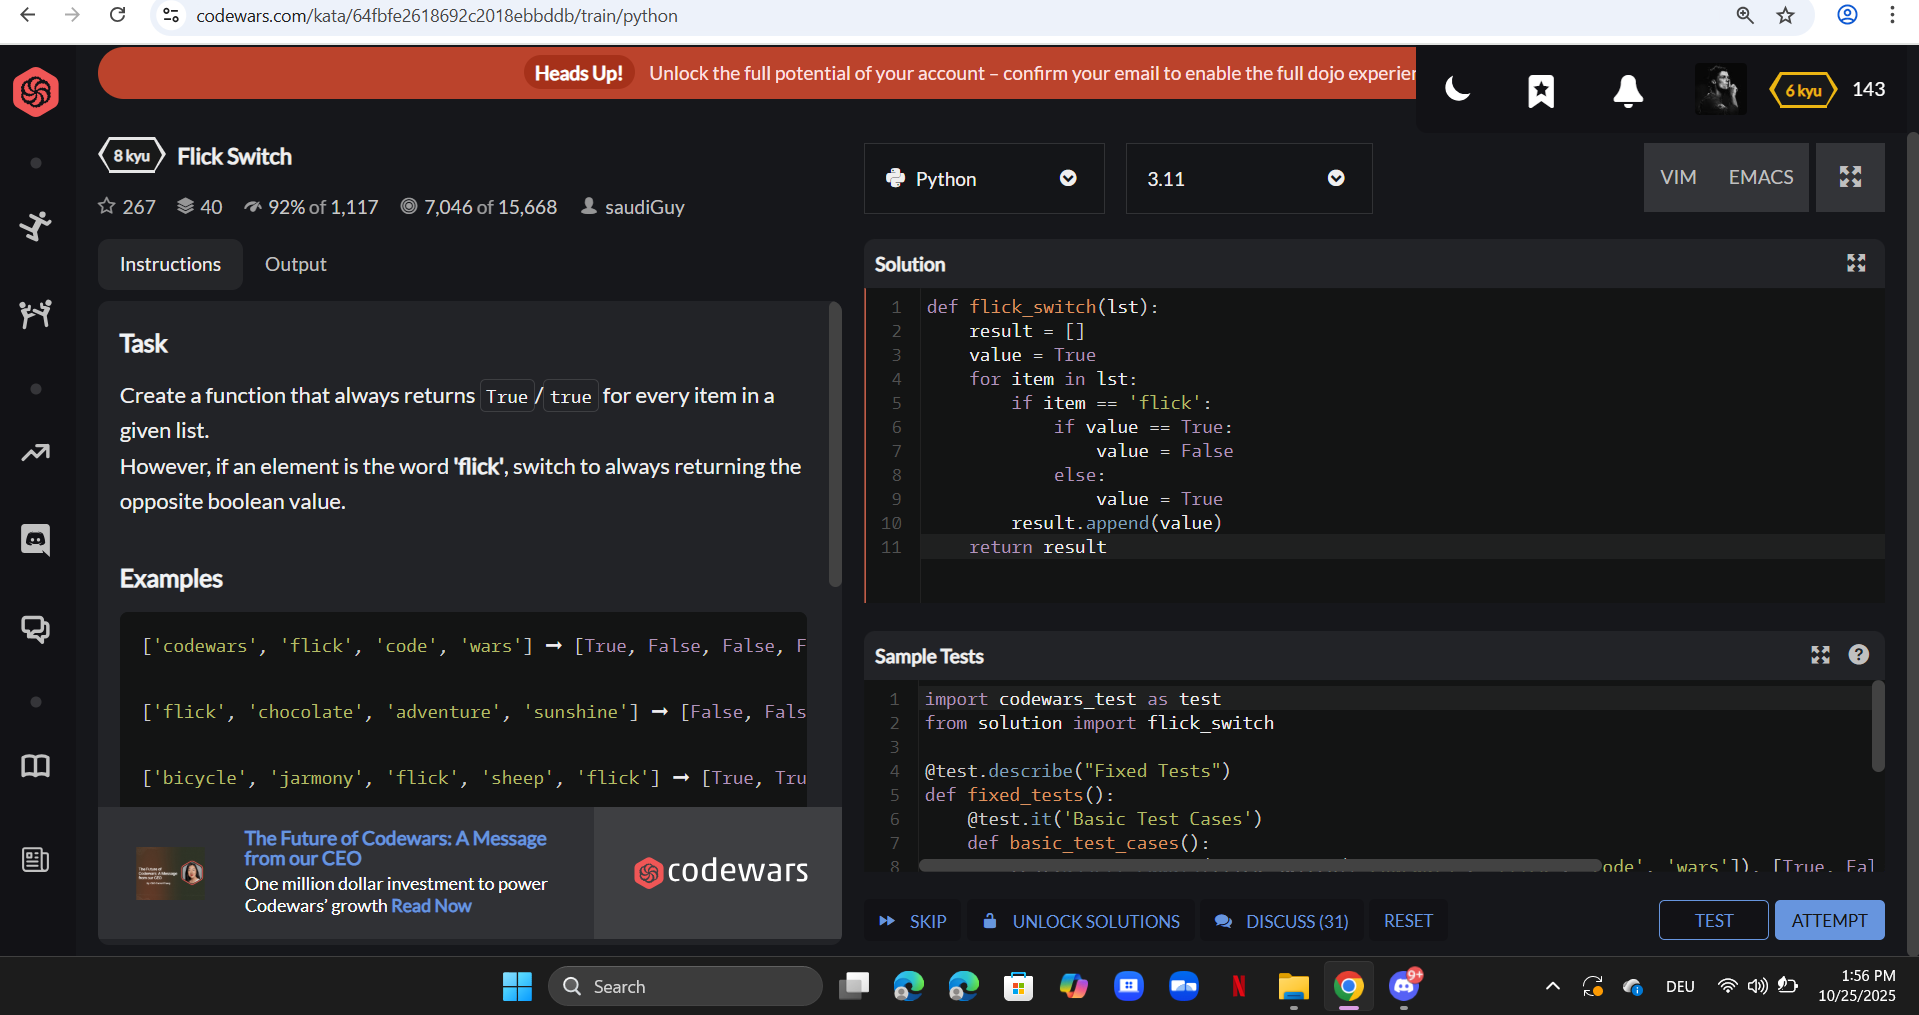 codewars.com/kata/64fbfe2618692c2018ebbddb/train/python
Heads Up! Unlock the full potential of your account – confirm your email to enable the full dojo experier
6 kyu 143
8 kyu Flick Switch
267 40 92% of 1,117 7,046 of 15,668 saudiGuy
Instructions Output
Task
Create a function that always returns True/true for every item in a
given list.
However, if an element is the word 'flick', switch to always returning the
opposite boolean value.
Examples
['codewars', 'flick', 'code', 'wars'] ➞ [True, False, False, F
['flick', 'chocolate', 'adventure', 'sunshine'] ➞ [False, Fals
['bicycle', 'jarmony', 'flick', 'sheep', 'flick'] ➞ [True, Tru
The Future of Codewars: A Message
from our CEO
One million dollar investment to power
Codewars’ growth Read Now
codewars
Python 3.11 VIM EMACS
Solution
1 def flick_switch(lst):
2     result = []
3     value = True
4     for item in lst:
5         if item == 'flick':
6             if value == True:
7                 value = False
8             else:
9                 value = True
10         result.append(value)
11     return result
Sample Tests
1 import codewars_test as test
2 from solution import flick_switch
3
4 @test.describe("Fixed Tests")
5 def fixed_tests():
6     @test.it('Basic Test Cases')
7     def basic_test_cases():
8 ode', 'wars']), [True, Fal
SKIP UNLOCK SOLUTIONS DISCUSS (31) RESET TEST ATTEMPT
Search
9+
DEU
1:56 PM
10/25/2025